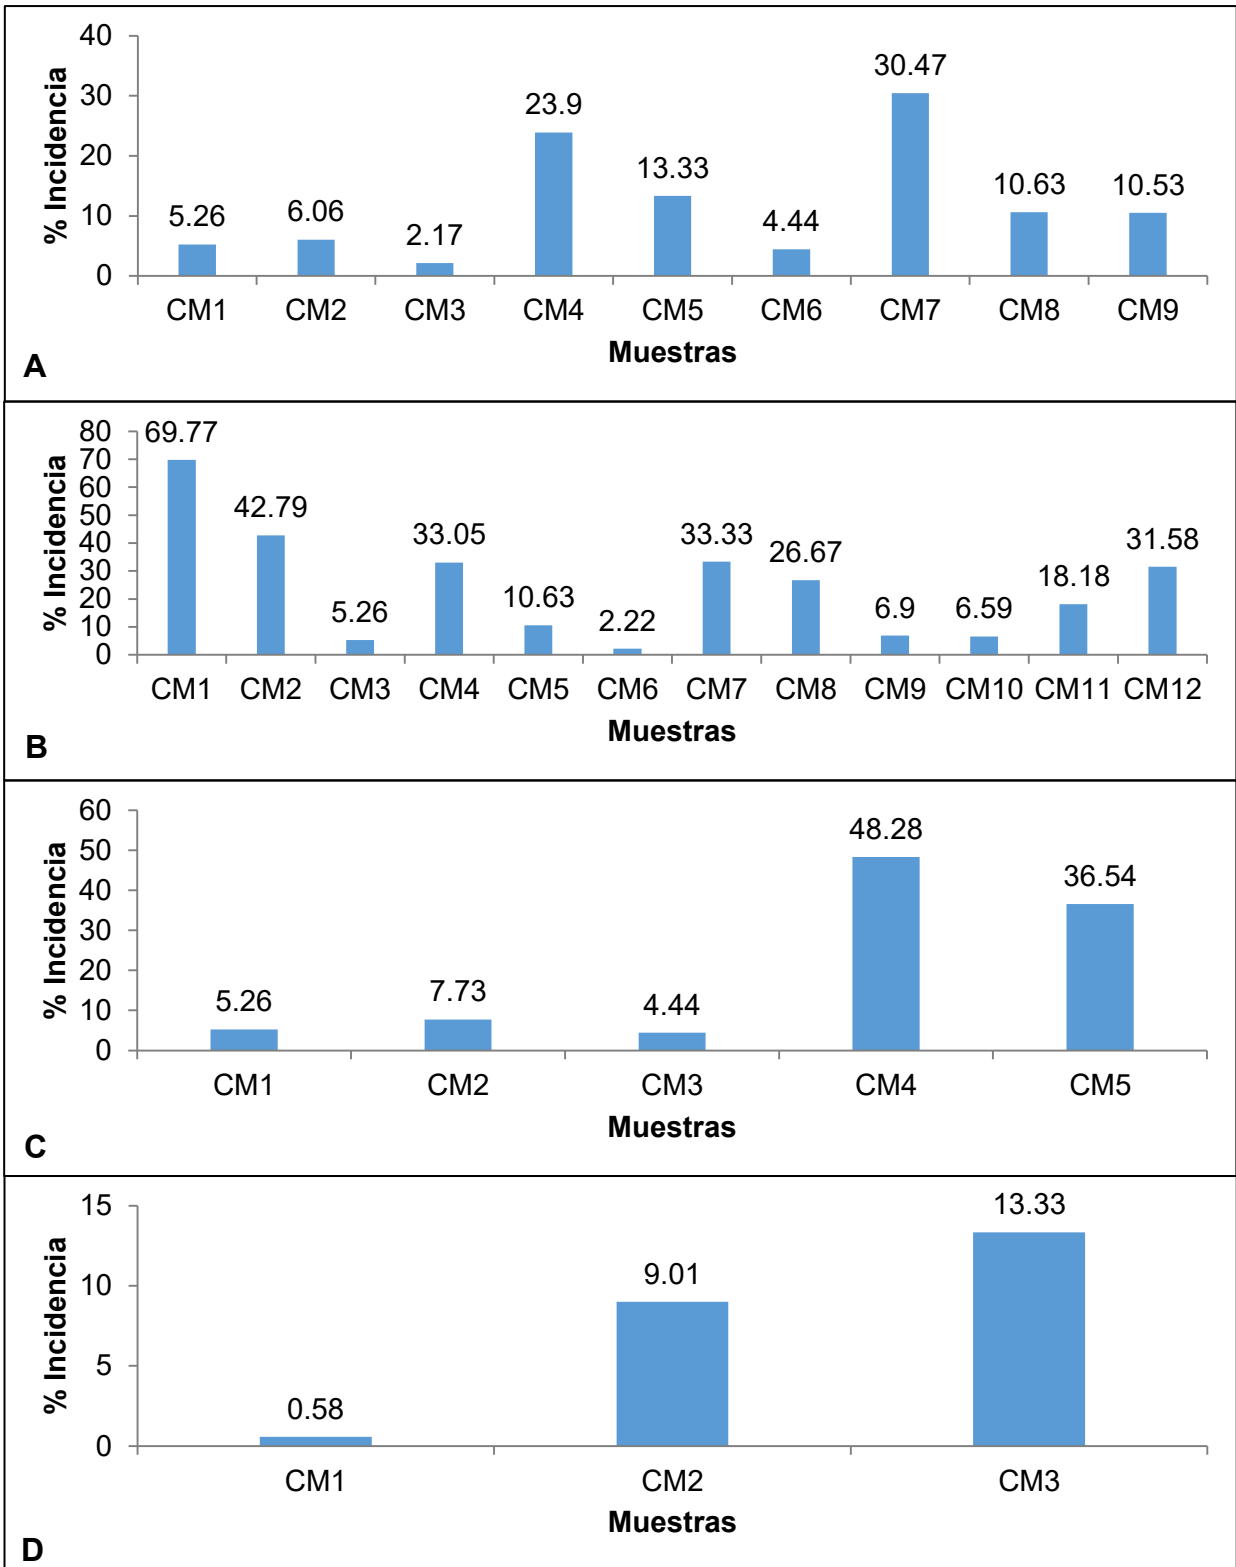 40
30
20
10
0
% Incidencia
5.26 6.06 2.17 23.9 13.33 4.44 30.47 10.63 10.53
CM1 CM2 CM3 CM4 CM5 CM6 CM7 CM8 CM9
Muestras
A
80
70
60
50
40
30
20
10
0
% Incidencia
69.77 42.79 5.26 33.05 10.63 2.22 33.33 26.67 6.9 6.59 18.18 31.58
CM1 CM2 CM3 CM4 CM5 CM6 CM7 CM8 CM9 CM10 CM11 CM12
Muestras
B
60
50
40
30
20
10
0
% Incidencia
5.26 7.73 4.44 48.28 36.54
CM1 CM2 CM3 CM4 CM5
Muestras
C
15
10
5
0
% Incidencia
0.58 9.01 13.33
CM1 CM2 CM3
Muestras
D